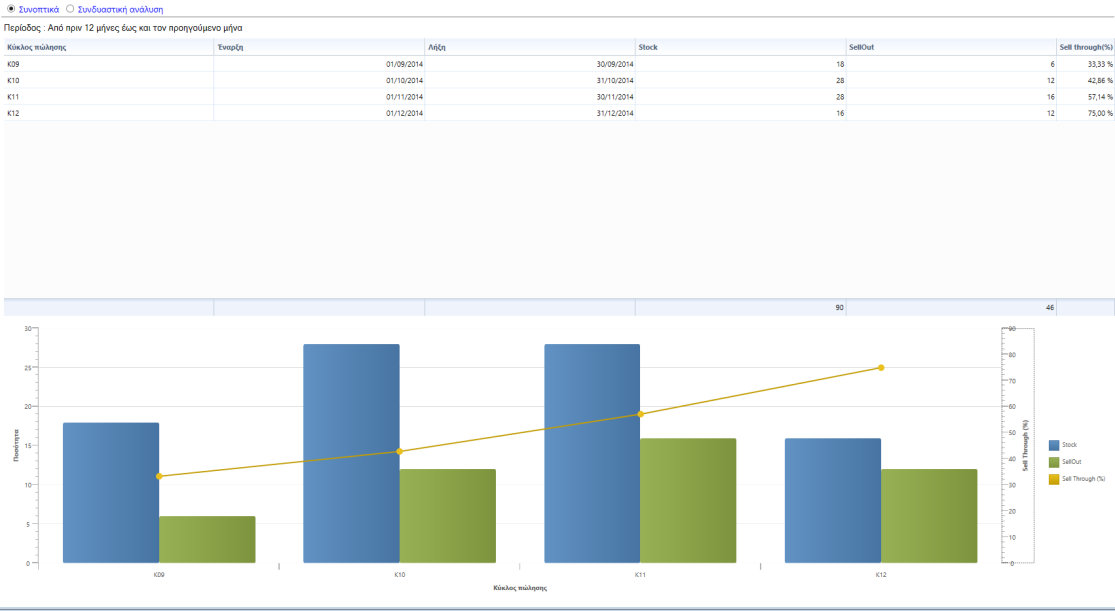 Συνοπτικά Συνδυαστική ανάλυση
Περίοδος : Από πριν 12 μήνες έως και τον προηγούμενο μήνα
Κύκλος πώλησης Έναρξη Λήξη Stock SellOut Sell through(%)
K09 01/09/2014 30/09/2014 18 6 33,33 %
K10 01/10/2014 31/10/2014 28 12 42,86 %
K11 01/11/2014 30/11/2014 28 16 57,14 %
K12 01/12/2014 31/12/2014 16 12 75,00 %
90 46
30
25
20
15
10
5
0
Ποσότητα
K09 K10 K11 K12
Κύκλος πώλησης
90
80
70
60
50
40
30
20
10
0
Sell Through (%)
Stock
SellOut
Sell Through (%)